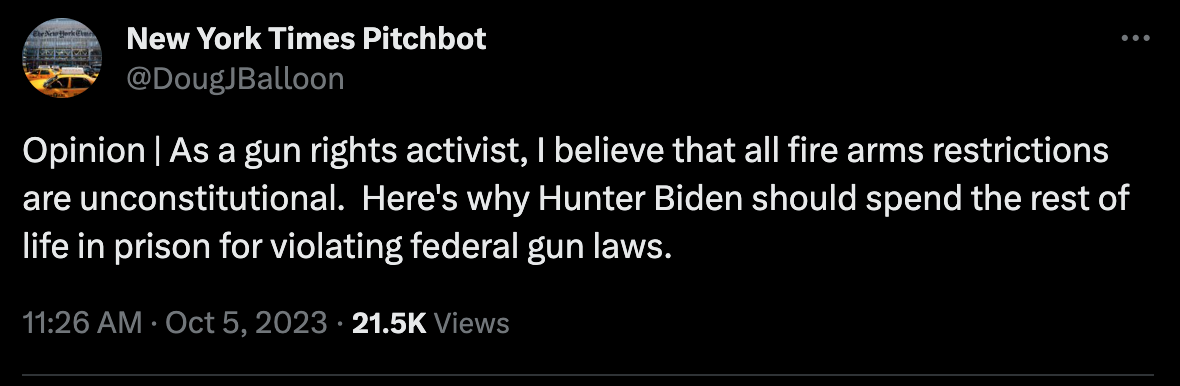 New York Times Pitchbot
@DougJBalloon
Opinion | As a gun rights activist, I believe that all fire arms restrictions
are unconstitutional.  Here's why Hunter Biden should spend the rest of
life in prison for violating federal gun laws.
11:26 AM · Oct 5, 2023 · 21.5K Views